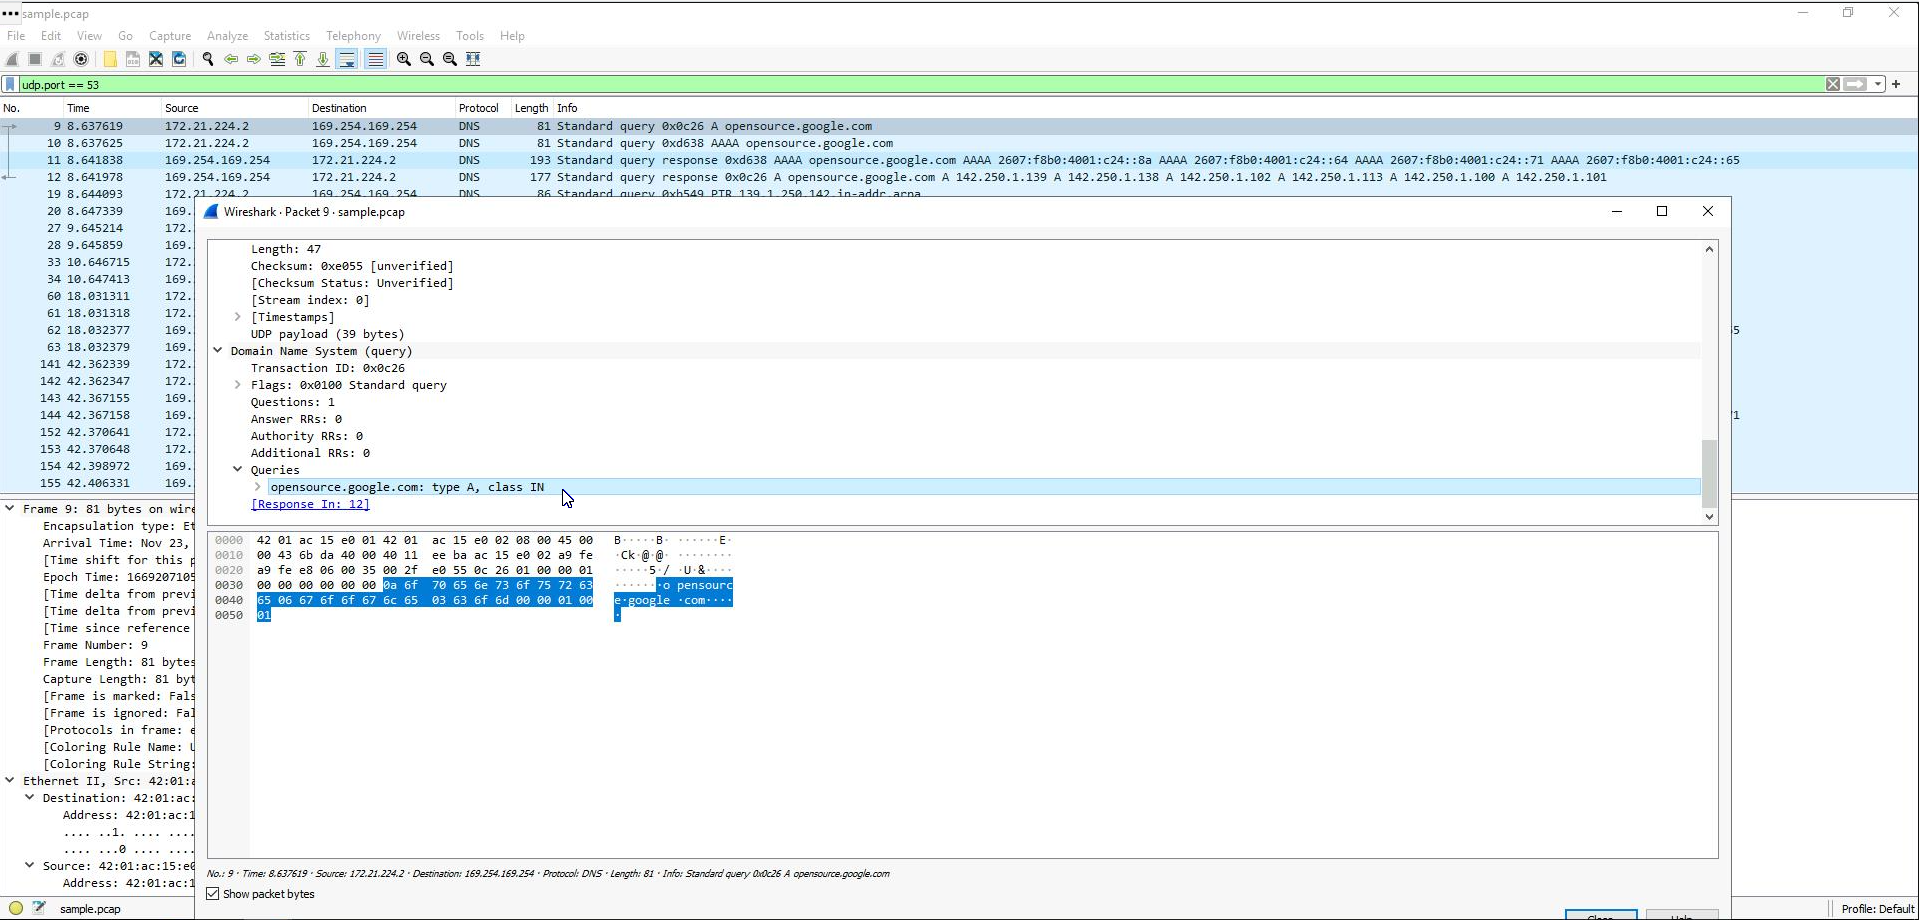 sample.pcap
File Edit View Go Capture Analyze Statistics Telephony Wireless Tools Help
udp.port == 53
No. Time Source Destination Protocol Length Info
9 8.637619 172.21.224.2 169.254.169.254 DNS 81 Standard query 0x0c26 A opensource.google.com
10 8.637625 172.21.224.2 169.254.169.254 DNS 81 Standard query 0xd638 AAAA opensource.google.com
11 8.641838 169.254.169.254 172.21.224.2 DNS 193 Standard query response 0xd638 AAAA opensource.google.com AAAA 2607:f8b0:4001:c24::8a AAAA 2607:f8b0:4001:c24::64 AAAA 2607:f8b0:4001:c24::71 AAAA 2607:f8b0:4001:c24::65
12 8.641978 169.254.169.254 172.21.224.2 DNS 177 Standard query response 0x0c26 A opensource.google.com A 142.250.1.139 A 142.250.1.138 A 142.250.1.102 A 142.250.1.113 A 142.250.1.100 A 142.250.1.101
19 8.644093 172.21.224.2 169.254.169.254 DNS 86 Standard query 0xb549 PTR 139.1.250.142.in-addr.arpa
20 8.647339 169.
27 9.645214 172.
28 9.645859 169.
33 10.646715 172.
34 10.647413 169.
60 18.031311 172.
61 18.031318 172.
62 18.032377 169.
63 18.032379 169.
141 42.362339 172.
142 42.362347 172.
143 42.367155 169.
144 42.367158 169.
152 42.370641 172.
153 42.370648 172.
154 42.398972 169.
155 42.406331 169.
Wireshark · Packet 9 · sample.pcap
Length: 47
Checksum: 0xe055 [unverified]
[Checksum Status: Unverified]
[Stream index: 0]
[Timestamps]
UDP payload (39 bytes)
Domain Name System (query)
Transaction ID: 0x0c26
Flags: 0x0100 Standard query
Questions: 1
Answer RRs: 0
Authority RRs: 0
Additional RRs: 0
Queries
opensource.google.com: type A, class IN
[Response In: 12]
0000 42 01 ac 15 e0 01 42 01 ac 15 e0 02 08 00 45 00 B·····B· ······E·
0010 00 43 6b da 40 00 40 11 ee ba ac 15 e0 02 a9 fe ·Ck·@·@· ········
0020 a9 fe e8 06 00 35 00 2f e0 55 0c 26 01 00 00 01 ·····5·/ ·U·&····
0030 00 00 00 00 00 00 0a 6f 70 65 6e 73 6f 75 72 63 ·······o pensourc
0040 65 06 67 6f 6f 67 6c 65 03 63 6f 6d 00 00 01 00 e·google ·com····
0050 01 ·
No.: 9 · Time: 8.637619 · Source: 172.21.224.2 · Destination: 169.254.169.254 · Protocol: DNS · Length: 81 · Info: Standard query 0x0c26 A opensource.google.com
Show packet bytes
Close Help
Frame 9: 81 bytes on wire
Encapsulation type: Et
Arrival Time: Nov 23,
[Time shift for this p
Epoch Time: 1669207105
[Time delta from previ
[Time delta from previ
[Time since reference
Frame Number: 9
Frame Length: 81 bytes
Capture Length: 81 byt
[Frame is marked: Fals
[Frame is ignored: Fal
[Protocols in frame: e
[Coloring Rule Name: U
[Coloring Rule String:
Ethernet II, Src: 42:01:a
Destination: 42:01:ac:
Address: 42:01:ac:1
.... ..1. .... ....
.... ...0 .... ....
Source: 42:01:ac:15:e0
Address: 42:01:ac:1
sample.pcap
Profile: Default